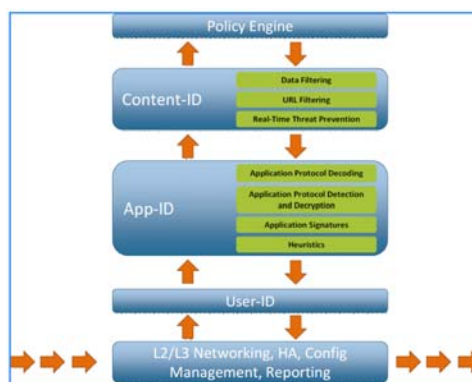 Policy Engine
Content-ID
Data Filtering
URL Filtering
Real-Time Threat Prevention
App-ID
Application Protocol Decoding
Application Protocol Detection
and Decryption
Application Signatures
Heuristics
User-ID
L2/L3 Networking, HA, Config
Management, Reporting